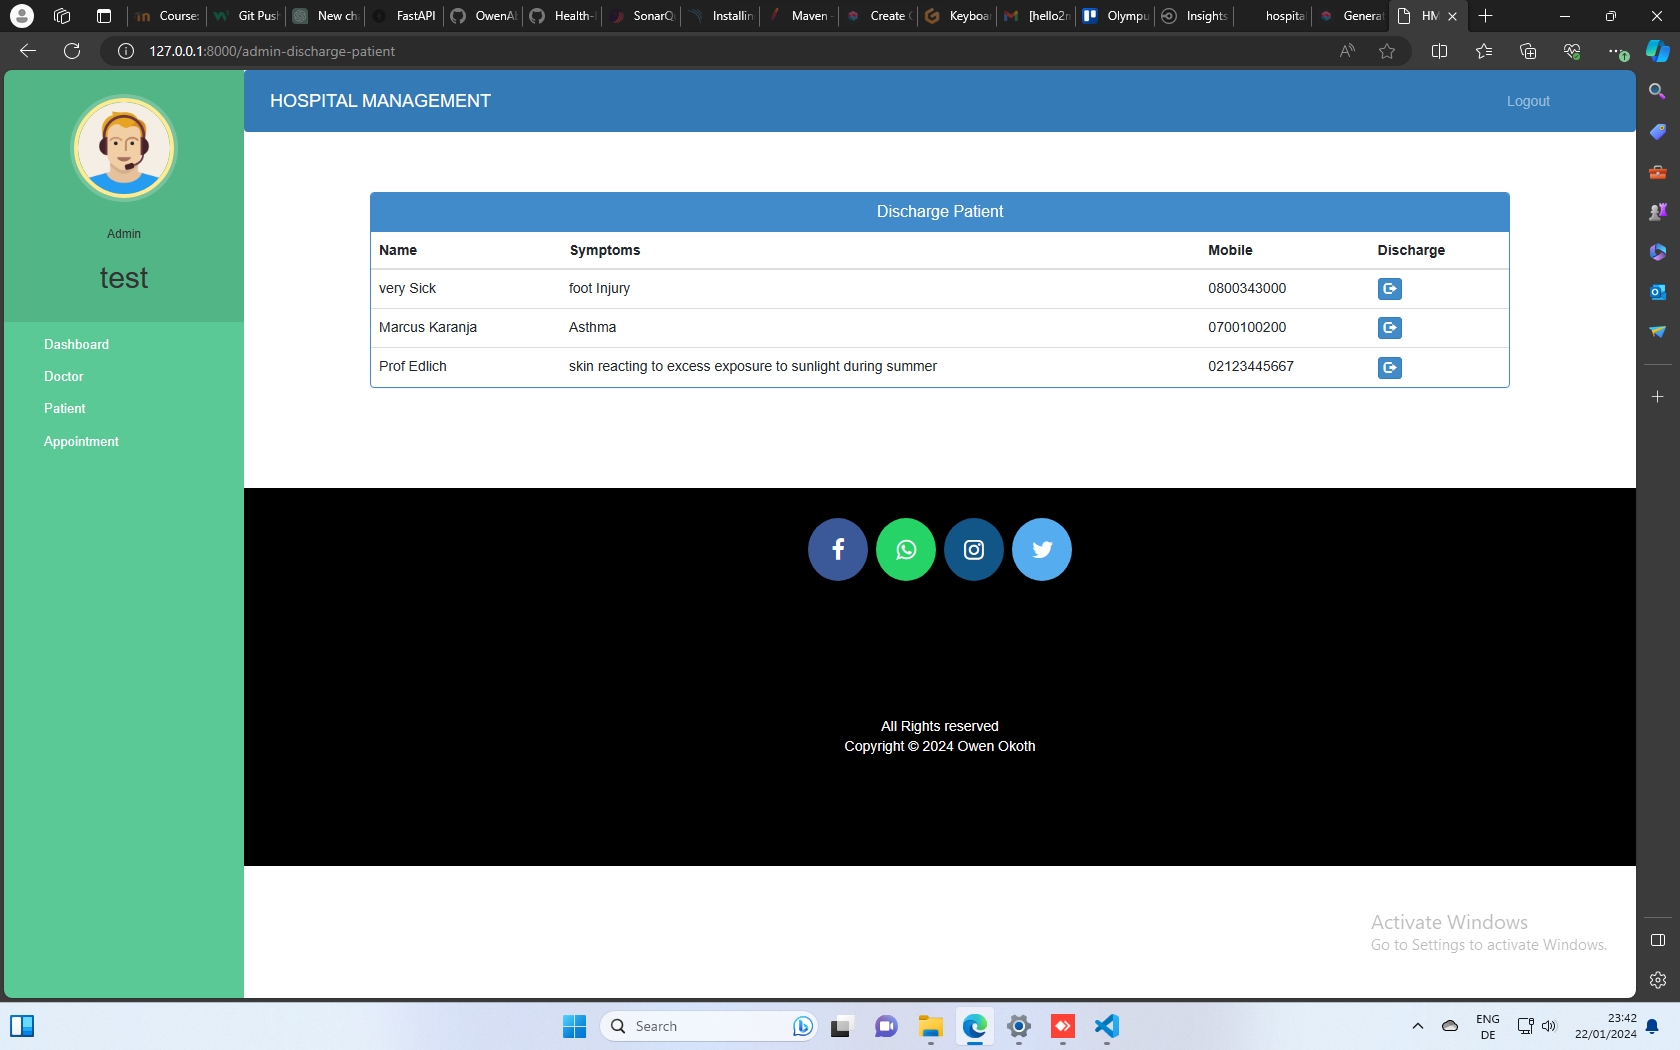 Course:
Git Pus
New ch
FastAPI
OwenA
Health-
SonarQ
Installin
Maven
Create
Keyboa
[hello2
Olympu
Insights
hospita
Genera
HM
127.0.0.1:8000/admin-discharge-patient
HOSPITAL MANAGEMENT
Logout
Admin
test
Dashboard
Doctor
Patient
Appointment
Discharge Patient
Name Symptoms Mobile Discharge
very Sick foot Injury 0800343000
Marcus Karanja Asthma 0700100200
Prof Edlich skin reacting to excess exposure to sunlight during summer 02123445667
All Rights reserved
Copyright © 2024 Owen Okoth
Activate Windows
Go to Settings to activate Windows.
Search
ENG
DE
23:42
22/01/2024